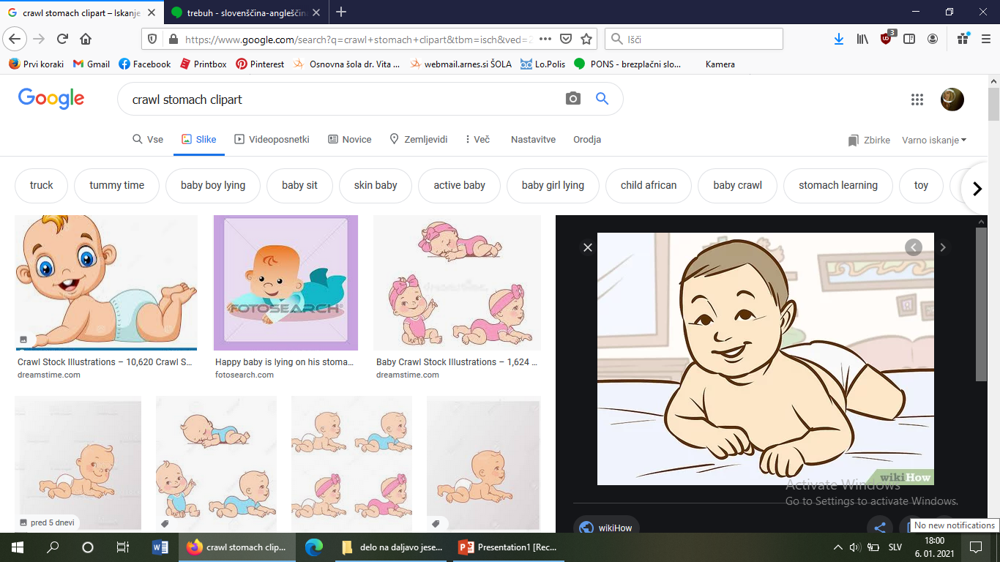 crawl stomach clipart – Iskanje
trebuh - slovenščina-angleščina
https://www.google.com/search?q=crawl+stomach+clipart&tbm=isch&ved=2
Išči
3
Prvi koraki
Gmail
Facebook
Printbox
Pinterest
Osnovna šola dr. Vita ...
webmail.arnes.si ŠOLA
Lo.Polis
PONS - brezplačni slo...
Kamera
Google
crawl stomach clipart
Vse
Slike
Videoposnetki
Novice
Zemljevidi
Več
Nastavitve
Orodja
Zbirke
Varno iskanje
truck
tummy time
baby boy lying
baby sit
skin baby
active baby
baby girl lying
child african
baby crawl
stomach learning
toy
FOTOSEARCH
dreamstime
Crawl Stock Illustrations – 10,620 Crawl S...
dreamstime.com
Happy baby is lying on his stoma...
fotosearch.com
Baby Crawl Stock Illustrations – 1,624 ...
dreamstime.com
pred 5 dnevi
wikiHow
Activate Windows
Go to Settings to activate Windows.
wikiHow
No new notifications
crawl stomach clip...
delo na daljavo jese...
Presentation1 [Rec...
SLV
18:00
6. 01. 2021